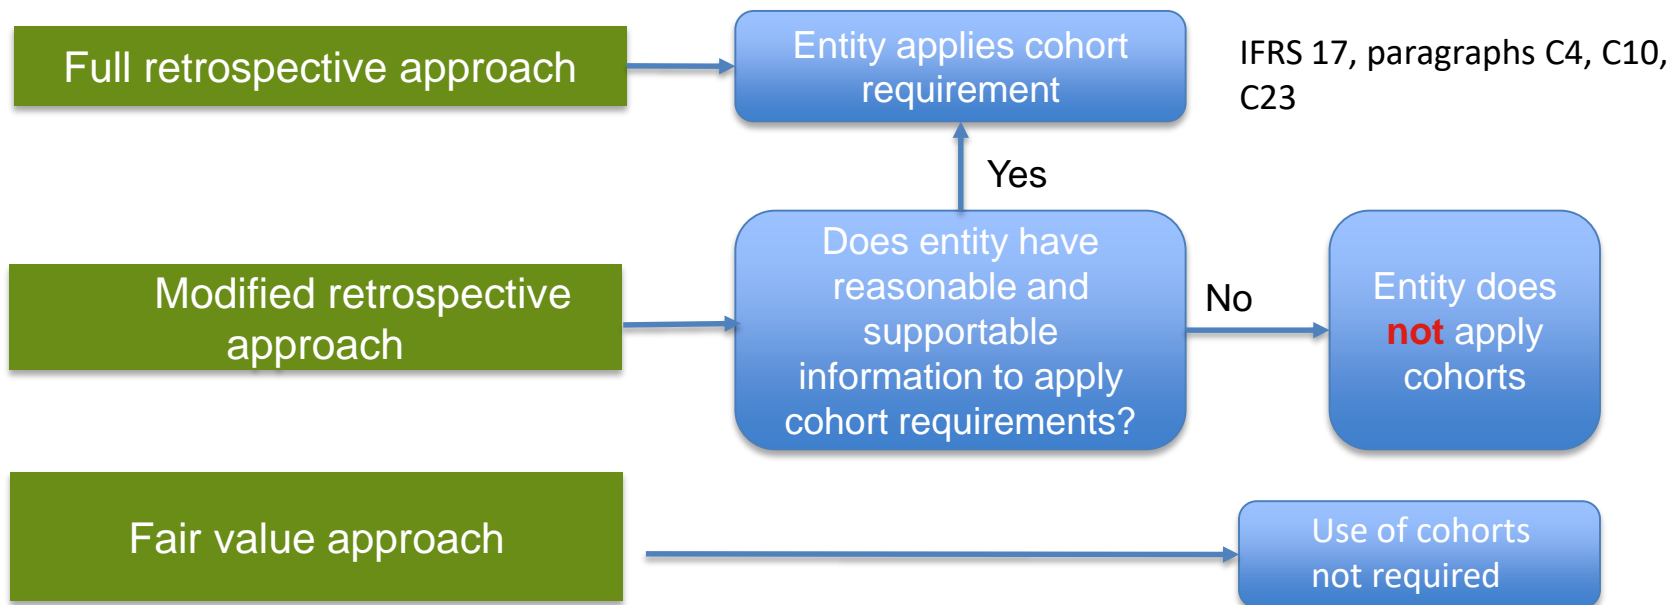 Full retrospective approach
Entity applies cohort
requirement
IFRS 17, paragraphs C4, C10,
C23
Yes
Modified retrospective
approach
Does entity have
reasonable and
supportable
information to apply
cohort requirements?
No
Entity does
not apply
cohorts
Fair value approach
Use of cohorts
not required